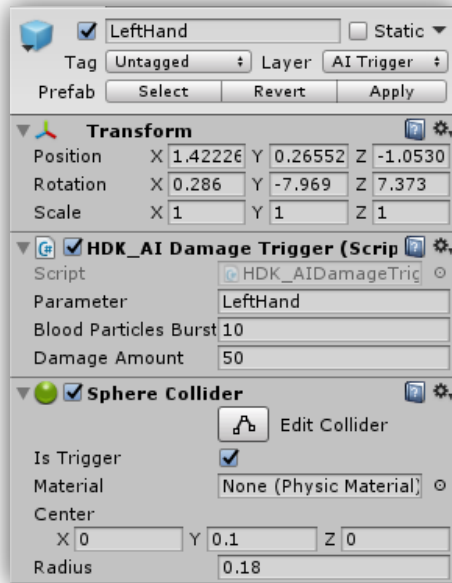 LeftHand Static
Tag Untagged Layer AI Trigger
Prefab Select Revert Apply
Transform
Position X 1.42226 Y 0.26552 Z -1.0530
Rotation X 0.286 Y -7.969 Z 7.373
Scale X 1 Y 1 Z 1
HDK_AI Damage Trigger (Scrip
Script HDK_AIDamageTrig
Parameter LeftHand
Blood Particles Burst 10
Damage Amount 50
Sphere Collider
Edit Collider
Is Trigger
Material None (Physic Material)
Center
X 0 Y 0.1 Z 0
Radius 0.18